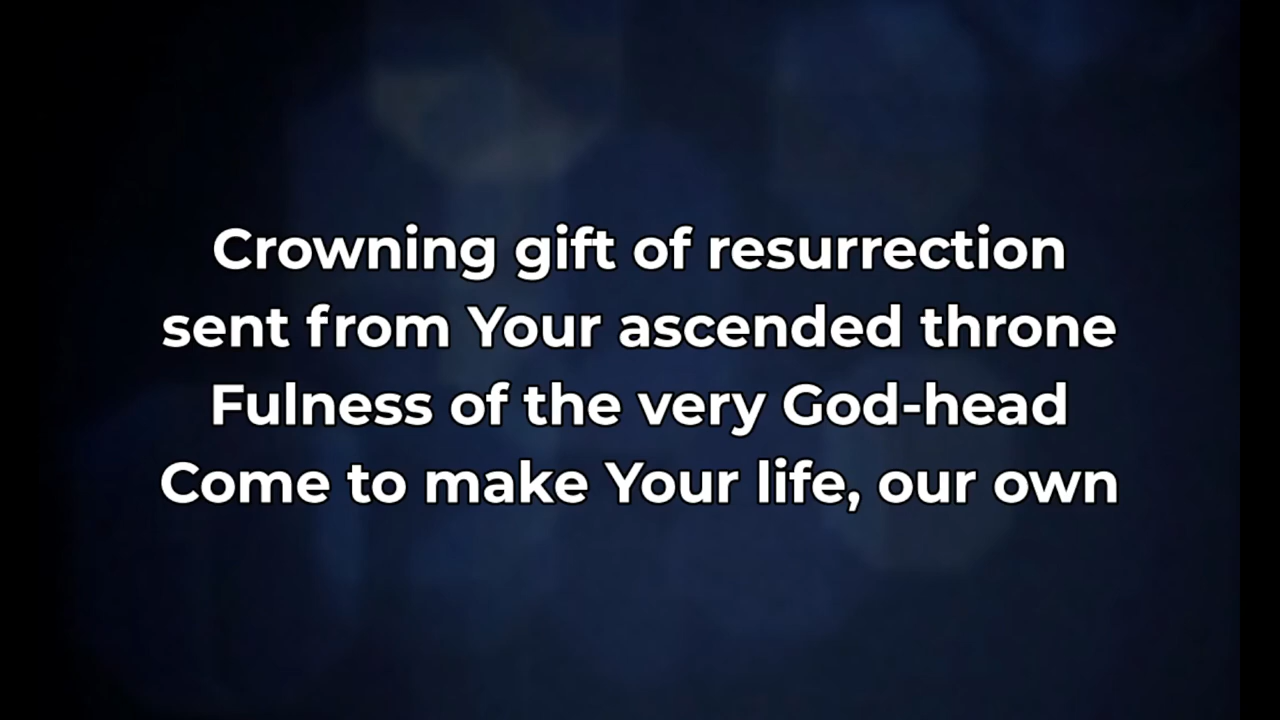 Crowning gift of resurrection
sent from Your ascended throne
Fulness of the very God-head
Come to make Your life, our own